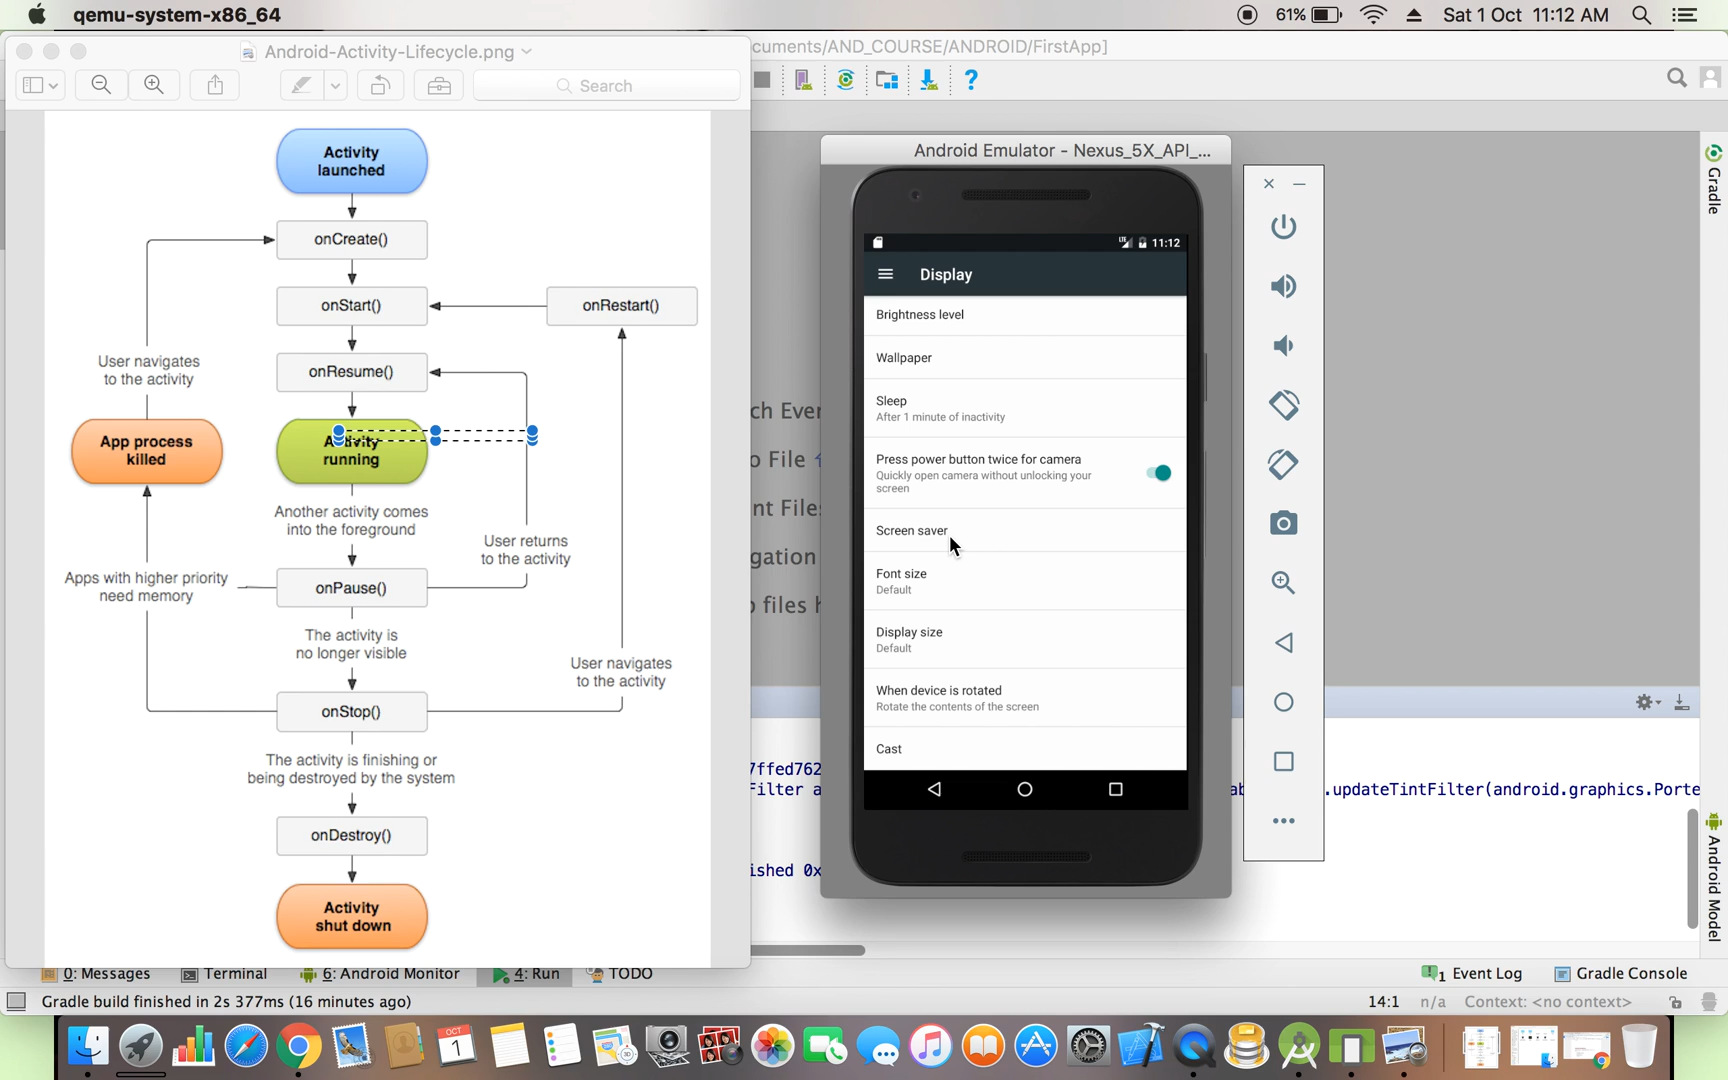 qemu-system-x86_64
61%
Sat 1 Oct 11:12 AM
Android-Activity-Lifecycle.png
Search
Activity
launched
onCreate()
onStart()
onRestart()
onResume()
User navigates
to the activity
App process
killed
Activity
running
Another activity comes
into the foreground
User returns
to the activity
Apps with higher priority
need memory
onPause()
The activity is
no longer visible
User navigates
to the activity
onStop()
The activity is finishing or
being destroyed by the system
onDestroy()
Activity
shut down
cuments/AND_COURSE/ANDROID/FirstApp]
?
Gradle
ch Ever
o File
nt File
gation
files
Android Emulator - Nexus_5X_API_...
LTE
11:12
Display
Brightness level
Wallpaper
Sleep
After 1 minute of inactivity
Press power button twice for camera
Quickly open camera without unlocking your
screen
Screen saver
Font size
Default
Display size
Default
When device is rotated
Rotate the contents of the screen
Cast
7ffed762
Filter a
.updateTintFilter(android.graphics.Porte
ished 0x
Android Model
0: Messages
Terminal
6: Android Monitor
4: Run
TODO
1 Event Log
Gradle Console
Gradle build finished in 2s 377ms (16 minutes ago)
14:1
n/a
Context: <no context>
OCT
1
3D